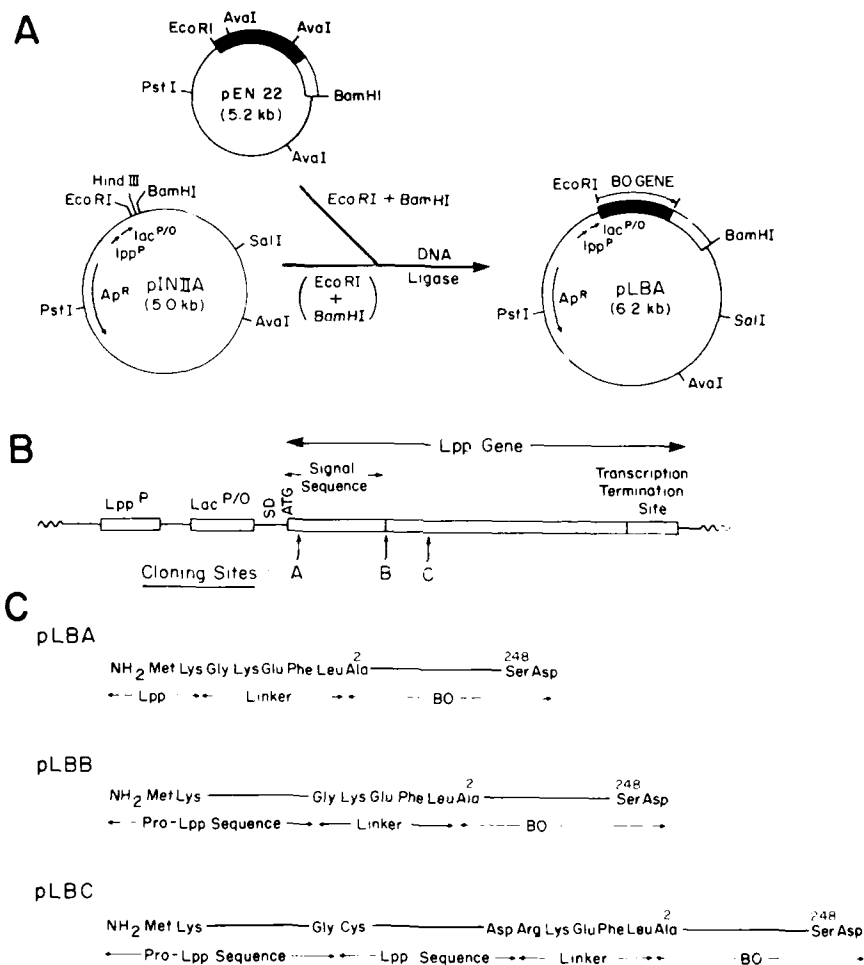 A
AvaI
AvaI
EcoRI
PstI
pEN 22
(5.2 kb)
BamHI
AvaI
Hind III
EcoRI
BamHI
lac P/O
lpp P
SalI
pINIIA
(5.0 kb)
Ap R
PstI
AvaI
EcoRI + BamHI
(EcoRI
+
BamHI)
DNA
Ligase
EcoRI
BO GENE
lac P/O
lpp P
BamHI
Ap R
pLBA
(6.2 kb)
PstI
SalI
AvaI
B
Lpp Gene
Signal
Sequence
Transcription
Termination
Site
Lpp P
Lac P/O
SD
ATG
Cloning Sites
A
B
C
C
pLBA
2
248
NH2 Met Lys Gly Lys Glu Phe Leu Ala Ser Asp
Lpp Linker BO
pLBB
2
248
NH2 Met Lys Gly Lys Glu Phe Leu Ala Ser Asp
Pro-Lpp Sequence Linker BO
pLBC
2
248
NH2 Met Lys Gly Cys Asp Arg Lys Glu Phe Leu Ala Ser Asp
Pro-Lpp Sequence Lpp Sequence Linker BO